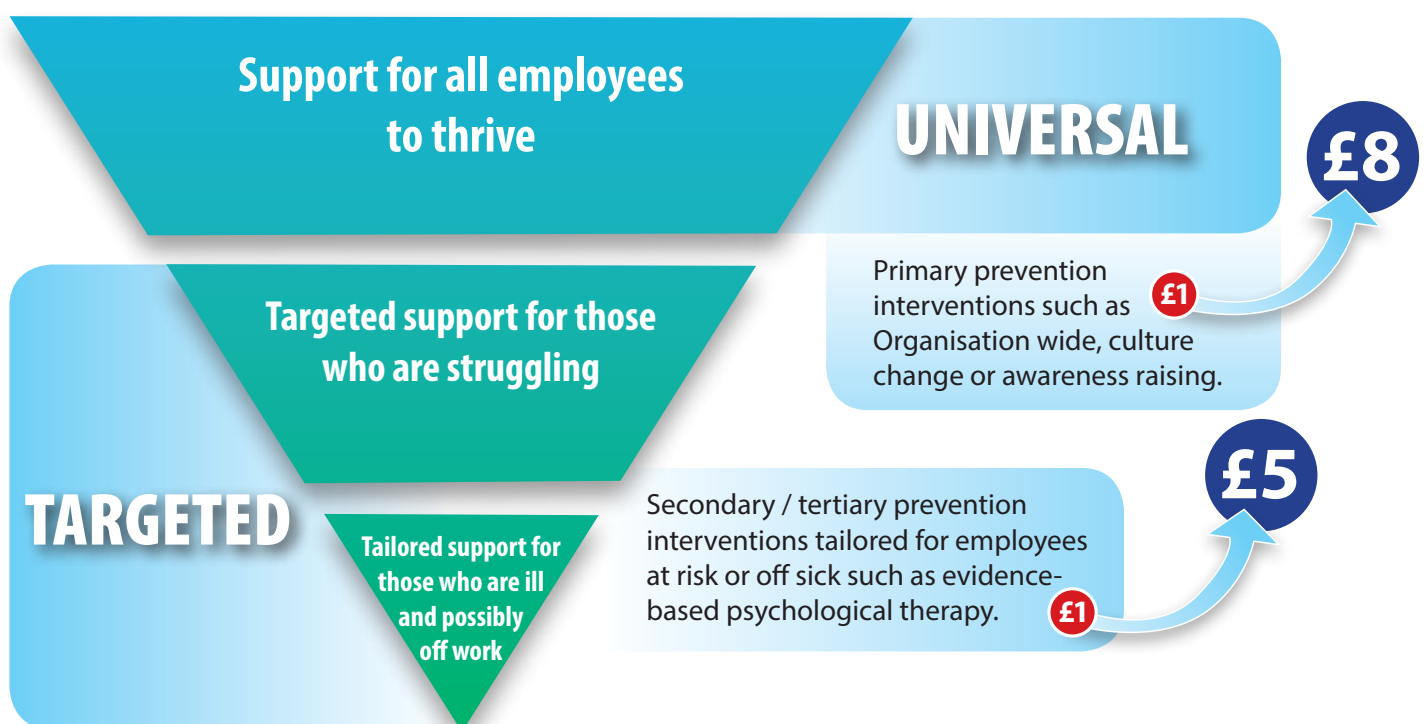 Support for all employees
to thrive
UNIVERSAL
£8
Primary prevention
interventions such as
£1
Organisation wide, culture
change or awareness raising.
Targeted support for those
who are struggling
TARGETED
Tailored support for
those who are ill
and possibly
off work
Secondary / tertiary prevention
interventions tailored for employees
at risk or off sick such as evidence-
based psychological therapy.
£1
£5